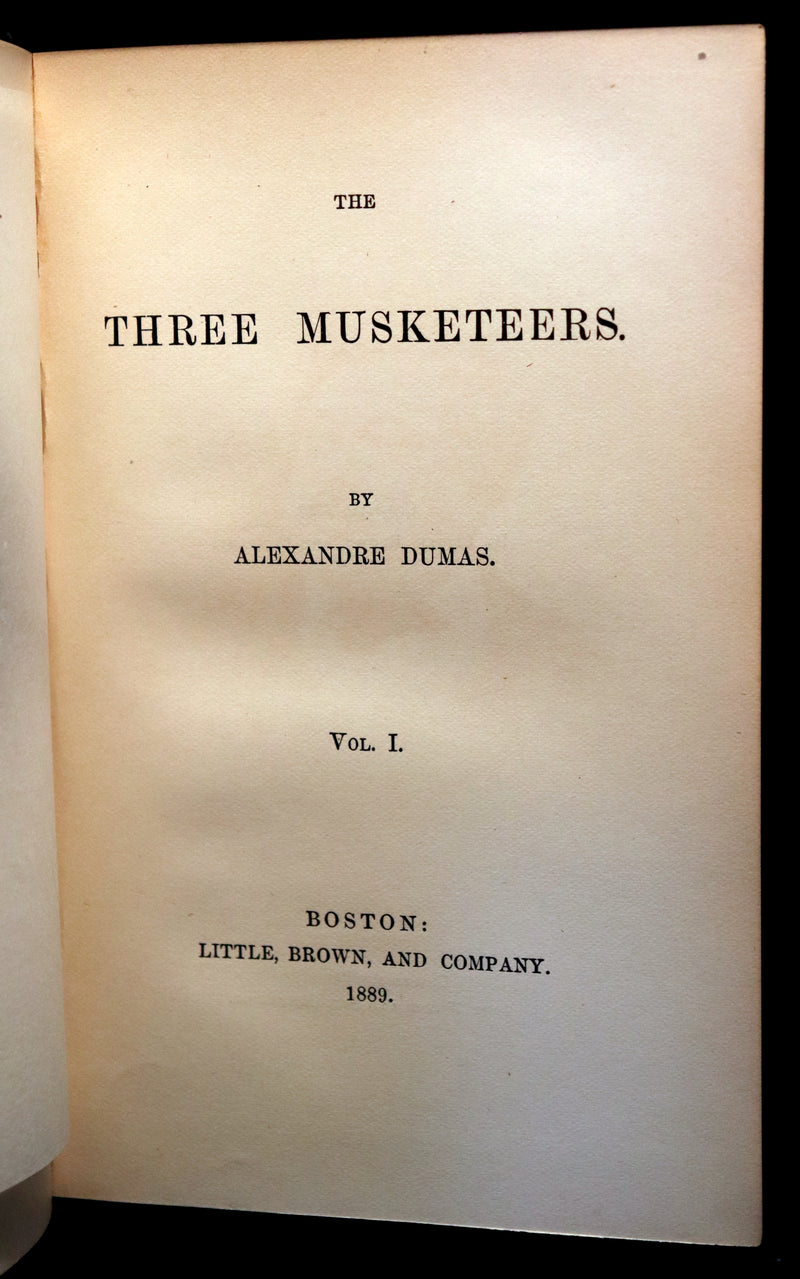 THE
THREE MUSKETEERS.
BY
ALEXANDRE DUMAS.
VOL. I.
BOSTON:
LITTLE, BROWN, AND COMPANY.
1889.